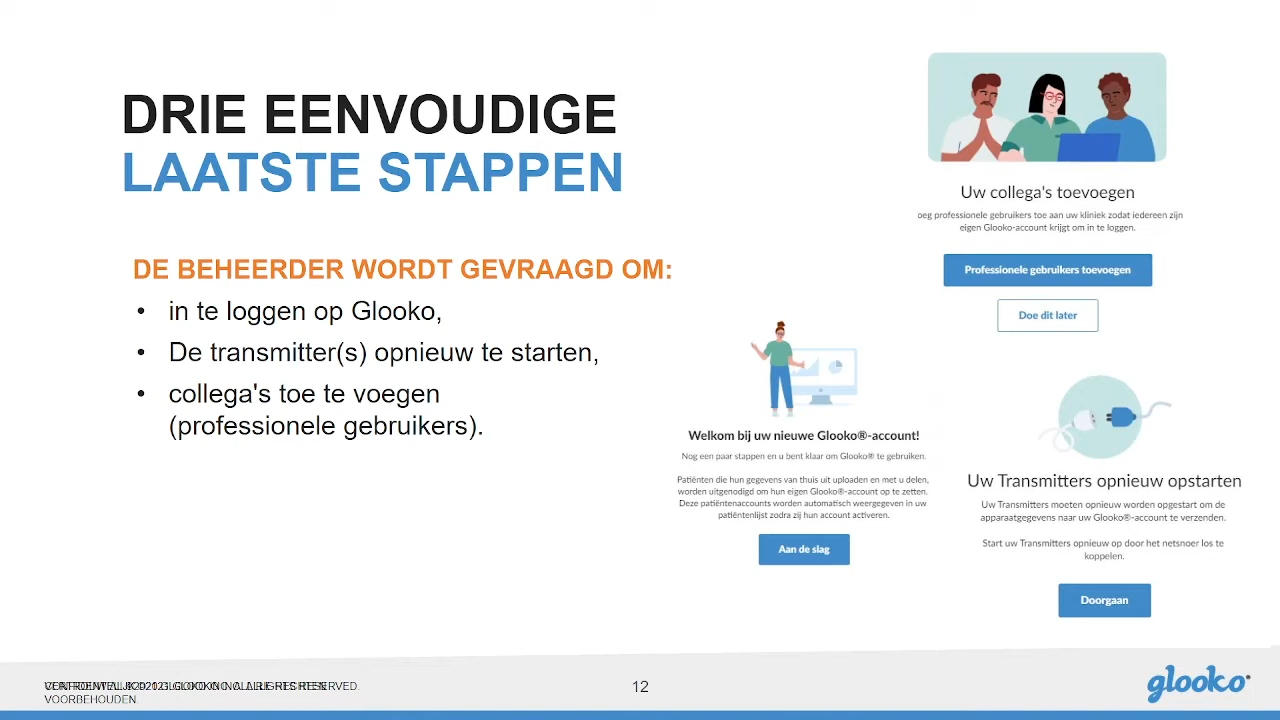 DRIE EENVOUDIGE
LAATSTE STAPPEN
DE BEHEERDER WORDT GEVRAAGD OM:
• in te loggen op Glooko,
• De transmitter(s) opnieuw te starten,
• collega's toe te voegen
(professionele gebruikers).
Uw collega's toevoegen
oeg professionele gebruikers toe aan uw kliniek zodat iedereen zijn
eigen Glooko-account krijgt om in te loggen.
Professionele gebruikers toevoegen
Doe dit later
Welkom bij uw nieuwe Glooko®-account!
Nog een paar stappen en u bent klaar om Glooko® te gebruiken.
Patiënten die hun gegevens van thuis uit uploaden en met u delen,
worden uitgenodigd om hun eigen Glooko®-account op te zetten.
Deze patiëntenaccounts worden automatisch weergegeven in uw
patiëntenlijst zodra zij hun account activeren.
Aan de slag
Uw Transmitters opnieuw opstarten
Uw Transmitters moeten opnieuw worden opgestart om de
apparaatgegevens naar uw Glooko®-account te verzenden.
Start uw Transmitters opnieuw op door het netsnoer los te
koppelen.
Doorgaan
VOORBEHOUDEN.
12
glooko®